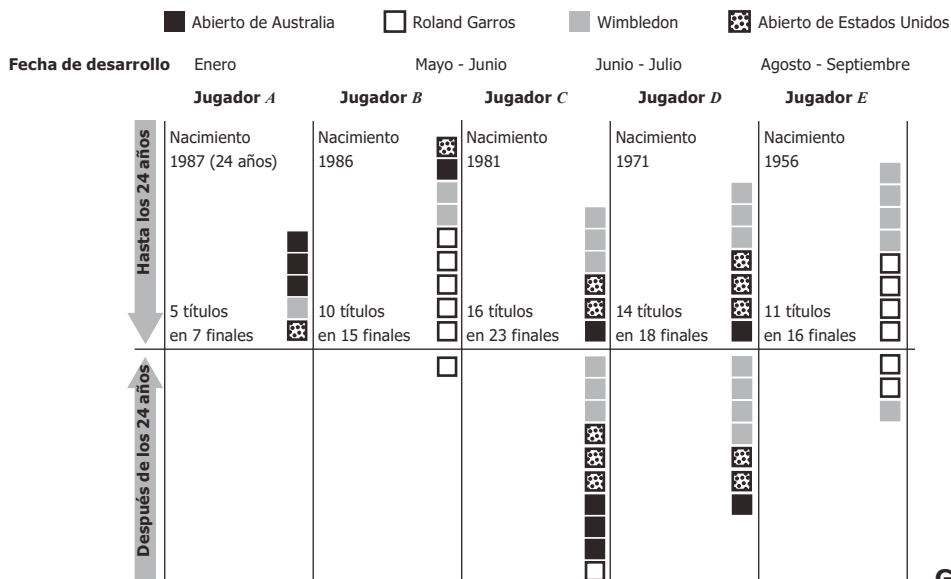 Abierto de Australia Roland Garros Wimbledon Abierto de Estados Unidos
Fecha de desarrollo Enero Mayo - Junio Junio - Julio Agosto - Septiembre
Jugador A Jugador B Jugador C Jugador D Jugador E
Hasta los 24 años
Nacimiento
1987 (24 años)
5 títulos
en 7 finales
Nacimiento
1986
10 títulos
en 15 finales
Nacimiento
1981
16 títulos
en 23 finales
Nacimiento
1971
14 títulos
en 18 finales
Nacimiento
1956
11 títulos
en 16 finales
Después de los 24 años